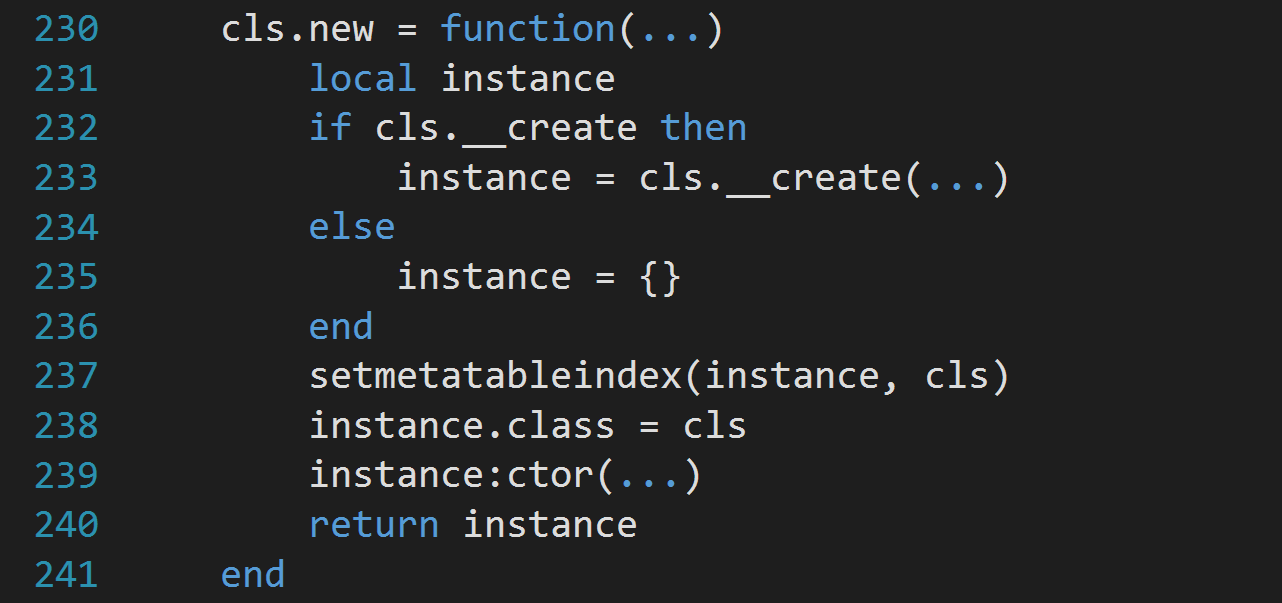 230 cls.new = function(...)
231 local instance
232 if cls.__create then
233 instance = cls.__create(...)
234 else
235 instance = {}
236 end
237 setmetatableindex(instance, cls)
238 instance.class = cls
239 instance:ctor(...)
240 return instance
241 end